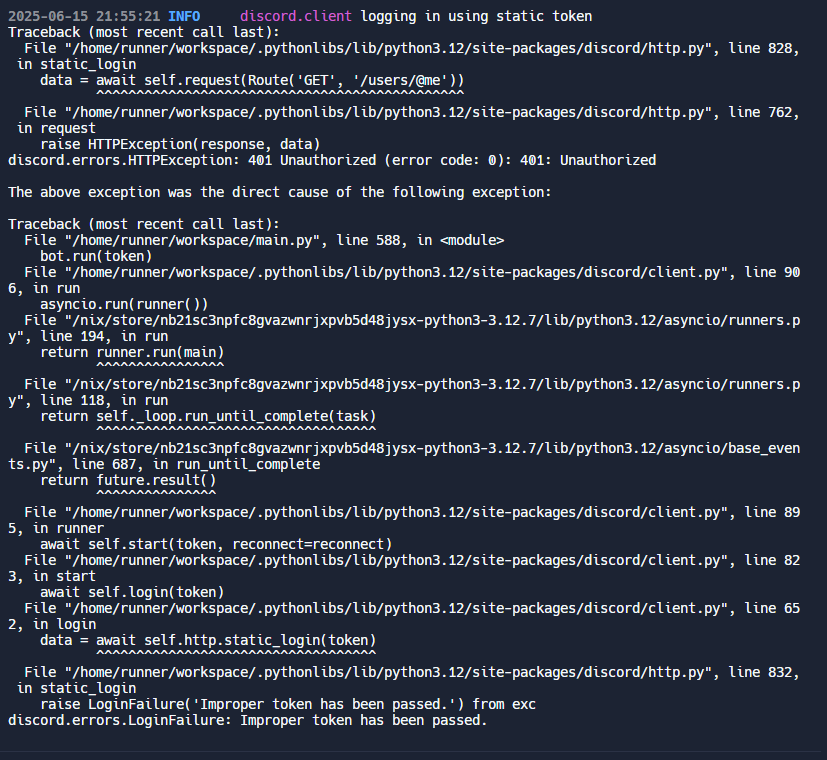 2025-06-15 21:55:21 INFO     discord.client logging in using static token
Traceback (most recent call last):
  File "/home/runner/workspace/.pythonlibs/lib/python3.12/site-packages/discord/http.py", line 828,
 in static_login
    data = await self.request(Route('GET', '/users/@me'))
           ^^^^^^^^^^^^^^^^^^^^^^^^^^^^^^^^^^^^^^^^^^^^^^
  File "/home/runner/workspace/.pythonlibs/lib/python3.12/site-packages/discord/http.py", line 762,
 in request
    raise HTTPException(response, data)
discord.errors.HTTPException: 401 Unauthorized (error code: 0): 401: Unauthorized

The above exception was the direct cause of the following exception:

Traceback (most recent call last):
  File "/home/runner/workspace/main.py", line 588, in <module>
    bot.run(token)
  File "/home/runner/workspace/.pythonlibs/lib/python3.12/site-packages/discord/client.py", line 90
6, in run
    asyncio.run(runner())
  File "/nix/store/nb21sc3npfc8gvazwnrjxpvb5d48jysx-python3-3.12.7/lib/python3.12/asyncio/runners.p
y", line 194, in run
    return runner.run(main)
           ^^^^^^^^^^^^^^^^
  File "/nix/store/nb21sc3npfc8gvazwnrjxpvb5d48jysx-python3-3.12.7/lib/python3.12/asyncio/runners.p
y", line 118, in run
    return self._loop.run_until_complete(task)
           ^^^^^^^^^^^^^^^^^^^^^^^^^^^^^^^^^^^
  File "/nix/store/nb21sc3npfc8gvazwnrjxpvb5d48jysx-python3-3.12.7/lib/python3.12/asyncio/base_even
ts.py", line 687, in run_until_complete
    return future.result()
           ^^^^^^^^^^^^^^^
  File "/home/runner/workspace/.pythonlibs/lib/python3.12/site-packages/discord/client.py", line 89
5, in runner
    await self.start(token, reconnect=reconnect)
  File "/home/runner/workspace/.pythonlibs/lib/python3.12/site-packages/discord/client.py", line 82
3, in start
    await self.login(token)
  File "/home/runner/workspace/.pythonlibs/lib/python3.12/site-packages/discord/client.py", line 65
2, in login
    data = await self.http.static_login(token)
           ^^^^^^^^^^^^^^^^^^^^^^^^^^^^^^^^^^^
  File "/home/runner/workspace/.pythonlibs/lib/python3.12/site-packages/discord/http.py", line 832,
 in static_login
    raise LoginFailure('Improper token has been passed.') from exc
discord.errors.LoginFailure: Improper token has been passed.